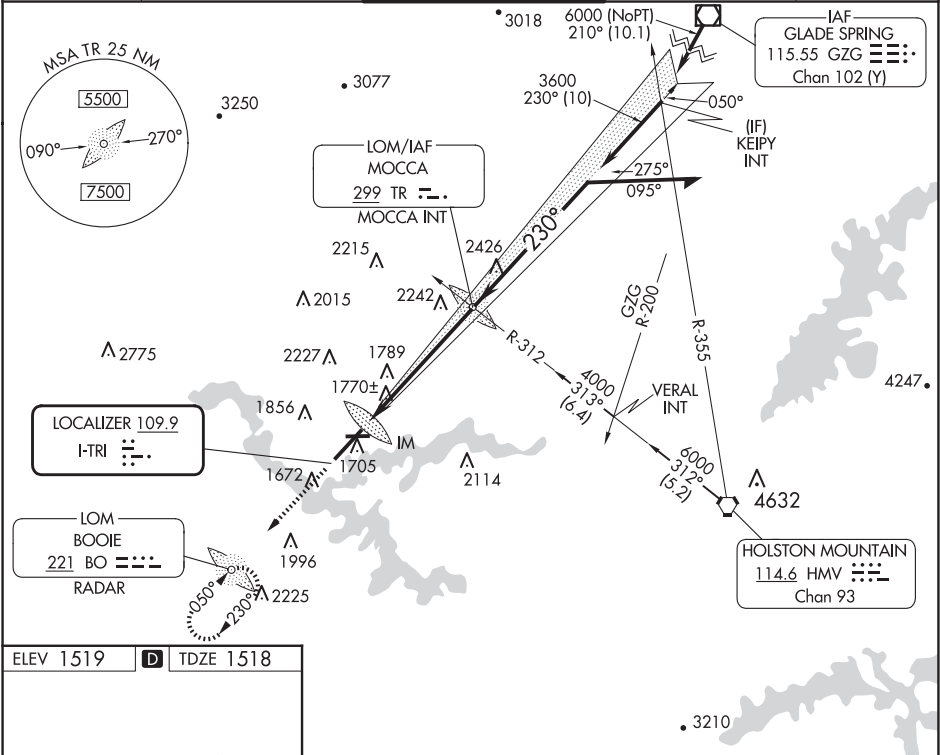 MSA TR 25 NM
5500
090°
270°
7500
3018
3077
3250
6000 (NoPT)
210° (10.1)
IAF
GLADE SPRING
115.55 GZG
Chan 102 (Y)
3600
230° (10)
050°
(IF)
KEIPY
INT
LOM/IAF
MOCCA
299 TR
MOCCA INT
275°
095°
230°
2426
2215
2242
2015
2775
2227
1789
1770±
1856
R-312
GZG
R-200
R-355
4000
313°
(6.4)
VERAL
INT
4247
LOCALIZER 109.9
I-TRI
IM
1705
1672
2114
6000
312°
(5.2)
4632
LOM
BOOIE
221 BO
RADAR
1996
050°
230°
2225
HOLSTON MOUNTAIN
114.6 HMV
Chan 93
ELEV 1519 D TDZE 1518
3210